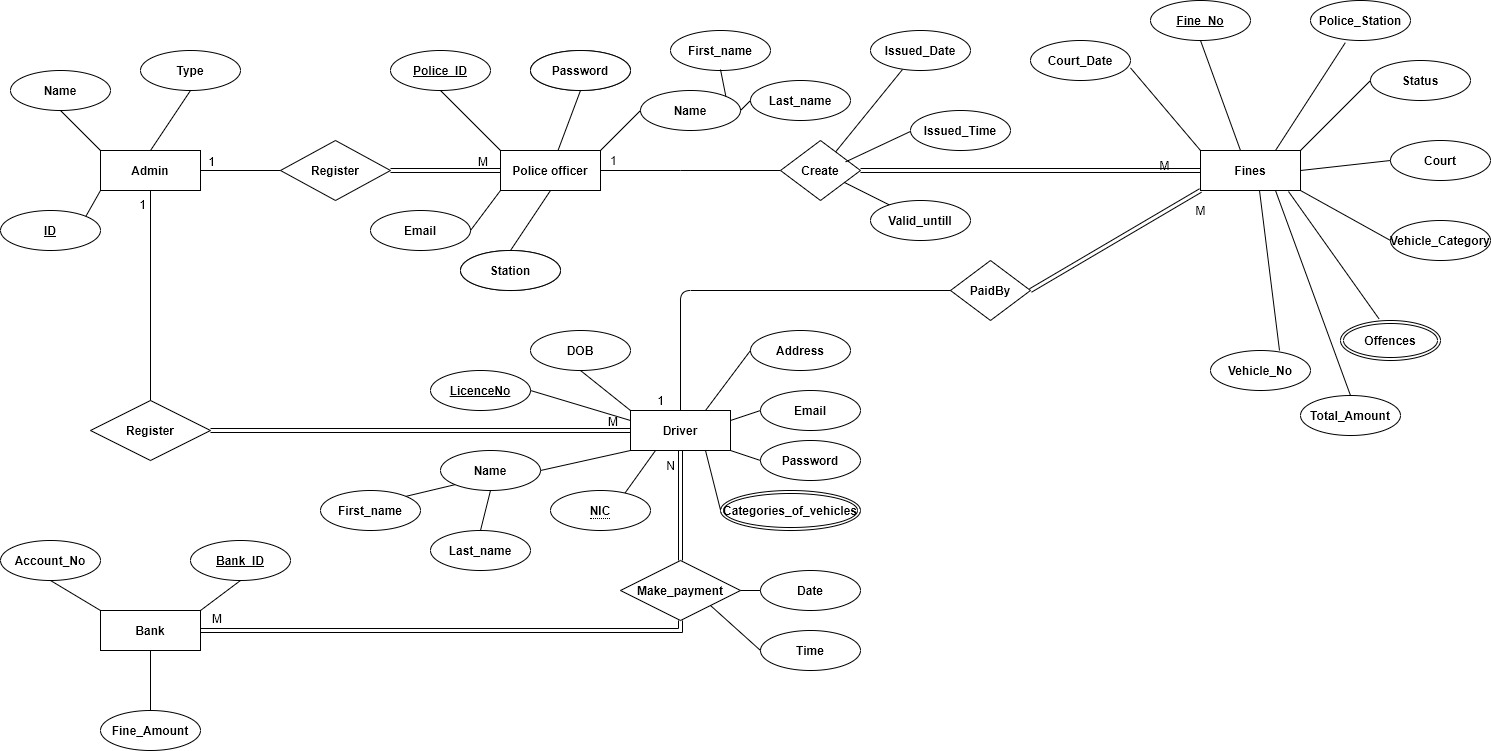 Fine_No
Police_Station
First_name
Issued_Date
Court_Date
Type
Police_ID
Password
Status
Name
Last_name
Name
Issued_Time
1
M
1
M
Court
Admin
Register
Police officer
Create
Fines
1
M
ID
Email
Valid_untill
Vehicle_Category
Station
PaidBy
DOB
Address
Offences
Vehicle_No
LicenceNo
1
Email
Total_Amount
M
Register
Driver
Password
N
Name
First_name
NIC
Categories_of_vehicles
Last_name
Account_No
Bank_ID
Make_payment
Date
M
Bank
Time
Fine_Amount